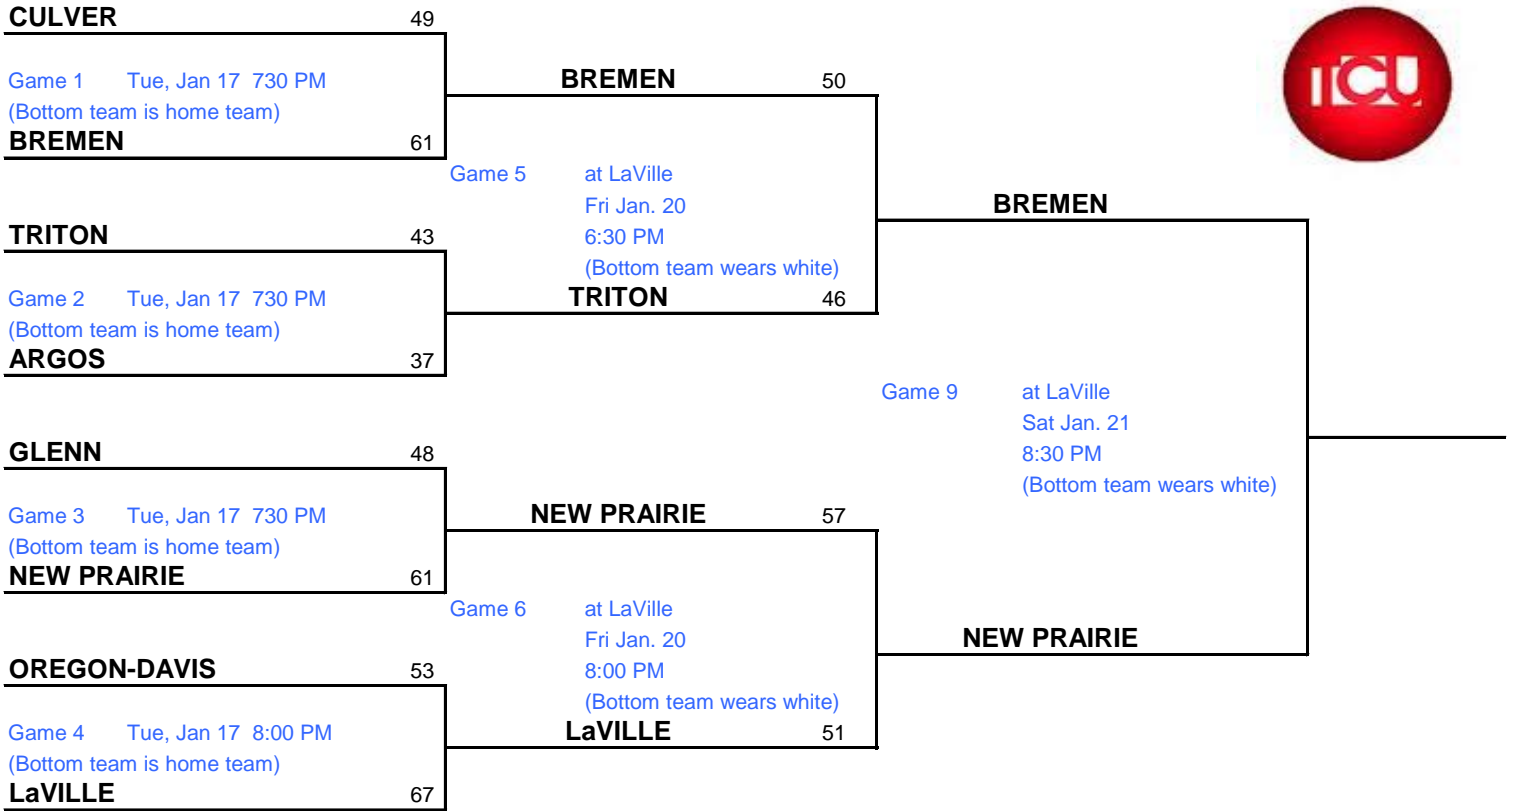 CULVER 49
Game 1 Tue, Jan 17 730 PM
(Bottom team is home team)
BREMEN 61
TRITON 43
Game 2 Tue, Jan 17 730 PM
(Bottom team is home team)
ARGOS 37
GLENN 48
Game 3 Tue, Jan 17 730 PM
(Bottom team is home team)
NEW PRAIRIE 61
OREGON-DAVIS 53
Game 4 Tue, Jan 17 8:00 PM
(Bottom team is home team)
LaVILLE 67
BREMEN 50
Game 5 at LaVille
Fri Jan. 20
6:30 PM
(Bottom team wears white)
TRITON 46
NEW PRAIRIE 57
Game 6 at LaVille
Fri Jan. 20
8:00 PM
(Bottom team wears white)
LaVILLE 51
BREMEN
Game 9 at LaVille
Sat Jan. 21
8:30 PM
(Bottom team wears white)
NEW PRAIRIE
TCU